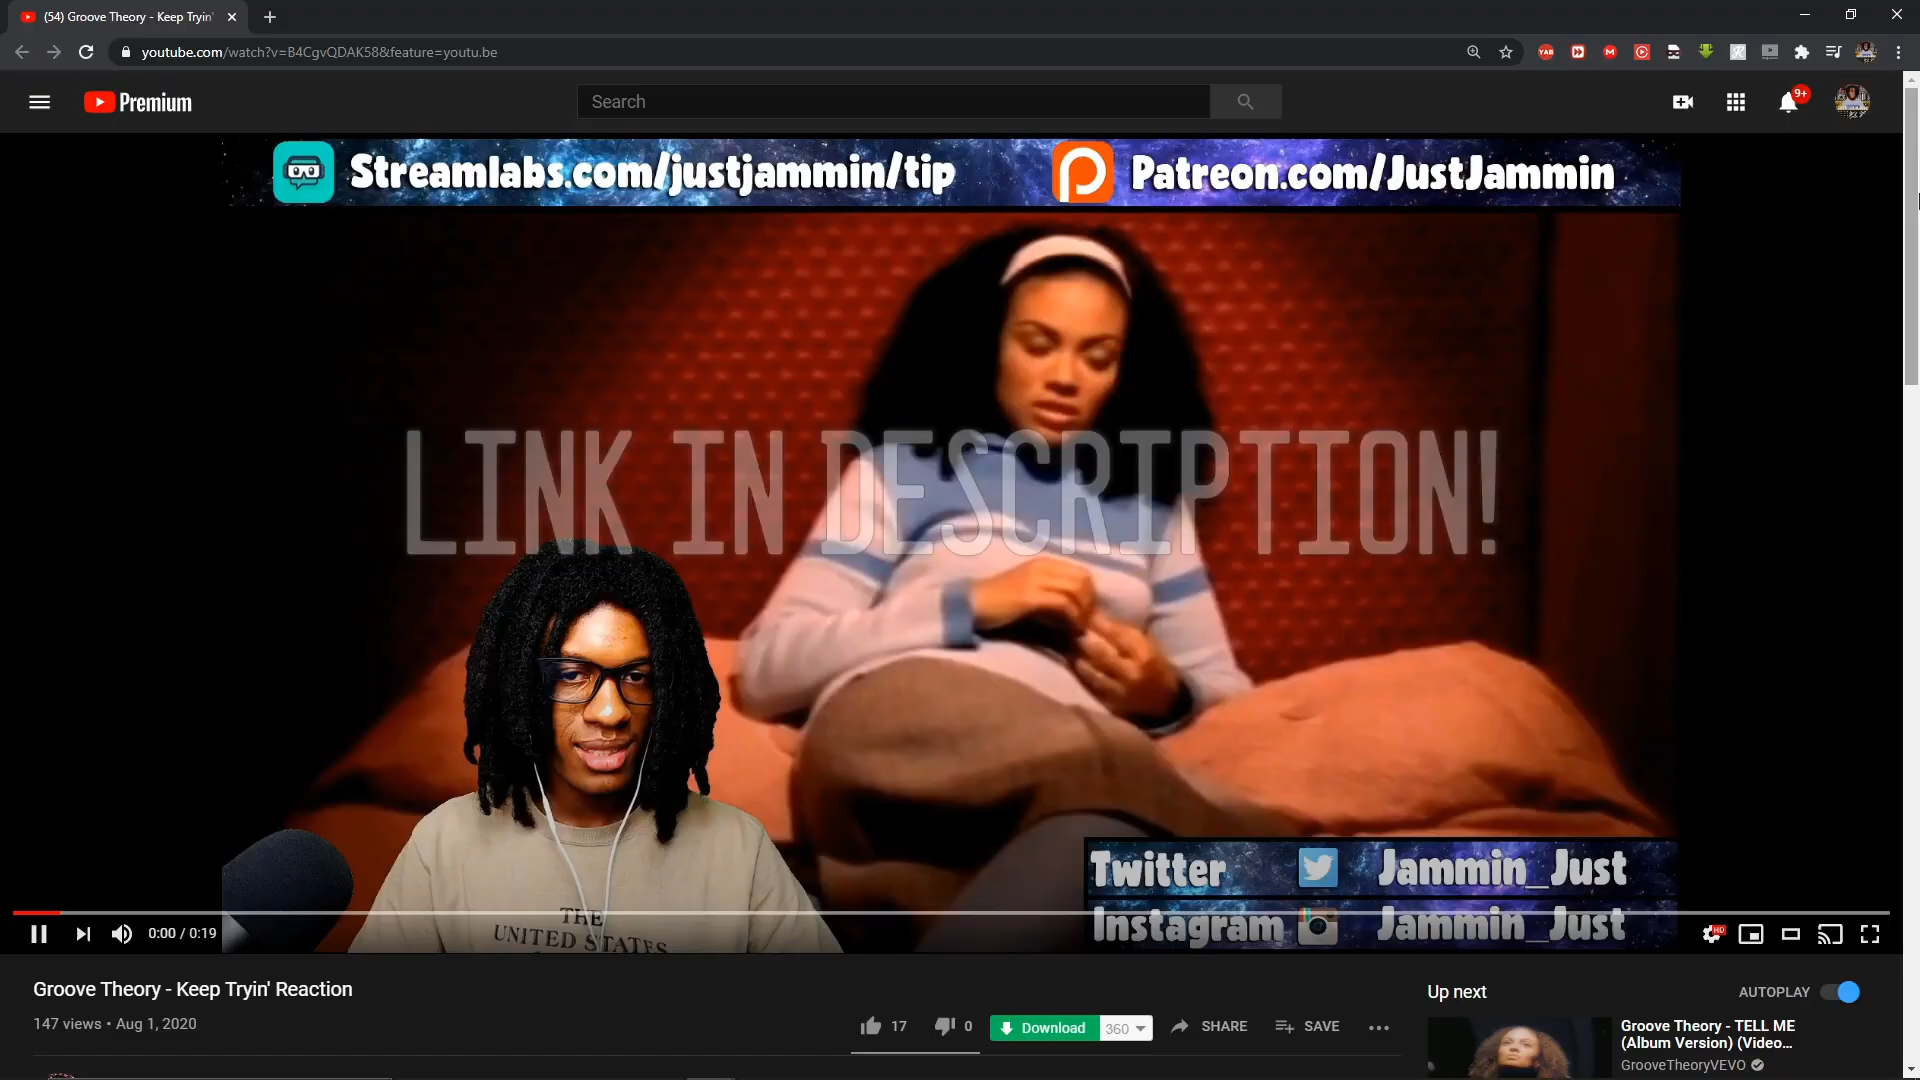 (54) Groove Theory - Keep Tryin'
youtube.com/watch?v=B4CgvQDAK58&feature=youtu.be
YAB
Premium
Search
9+
Streamlabs.com/justjammin/tip
Patreon.com/JustJammin
LINK IN DESCRIPTION!
THE
UNITED STATES
Twitter Jammin_Just
Instagram Jammin_Just
0:00 / 0:19
HD
Groove Theory - Keep Tryin' Reaction
147 views • Aug 1, 2020
17
0
Download
360
SHARE
SAVE
Up next
AUTOPLAY
Groove Theory - TELL ME
(Album Version) (Video...
GrooveTheoryVEVO